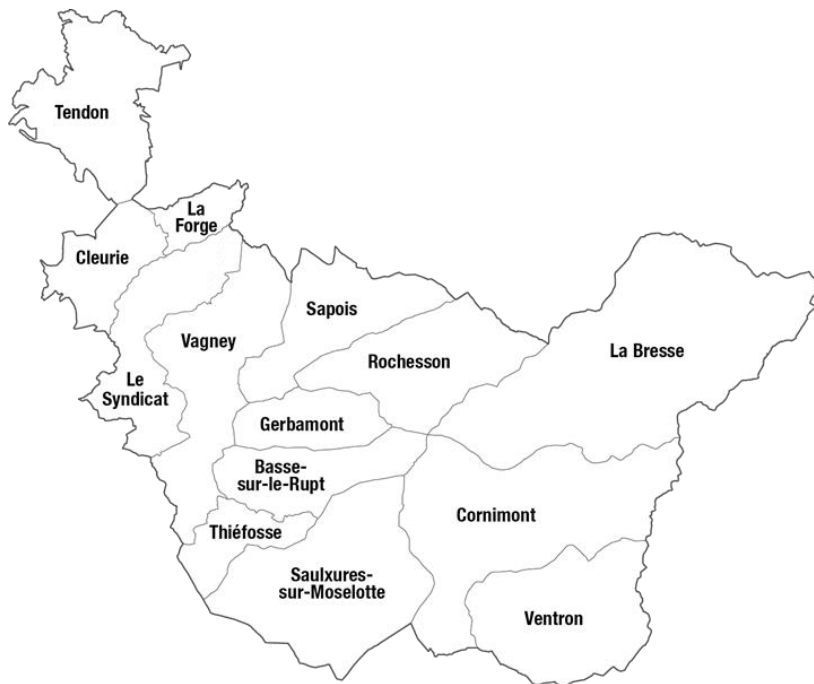 Tendon
La
Forge
Cleurie
Sapois
Vagney
Rochesson
La Bresse
Le
Syndicat
Gerbamont
Basse-
sur-le-Rupt
Cornimont
Thiéfosse
Saulxures-
sur-Moselotte
Ventron